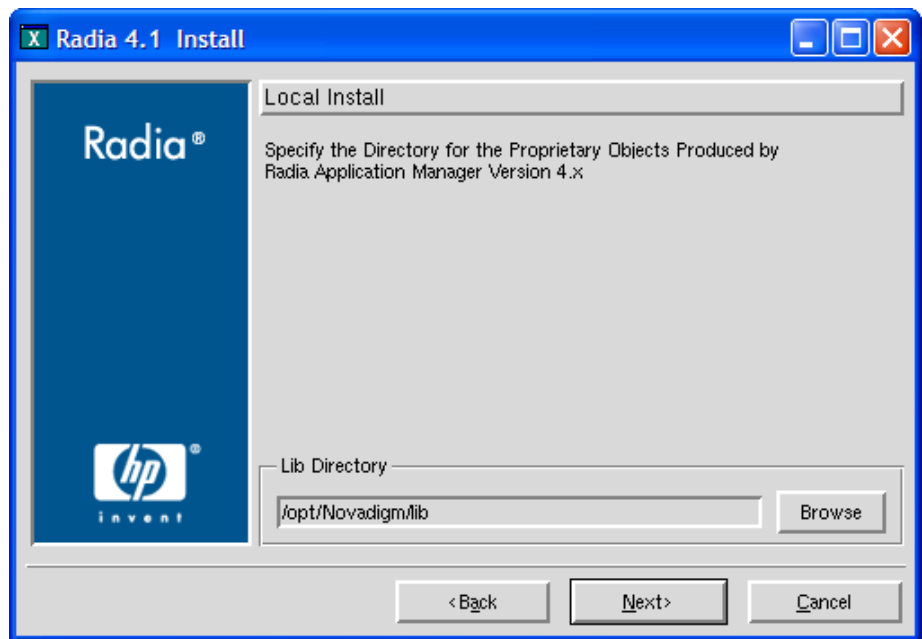 X Radia 4.1 Install
Radia®
Local Install
Specify the Directory for the Proprietary Objects Produced by
Radia Application Manager Version 4.x
hp®
invent
Lib Directory
/opt/Novadigm/lib
Browse
<Back
Next>
Cancel